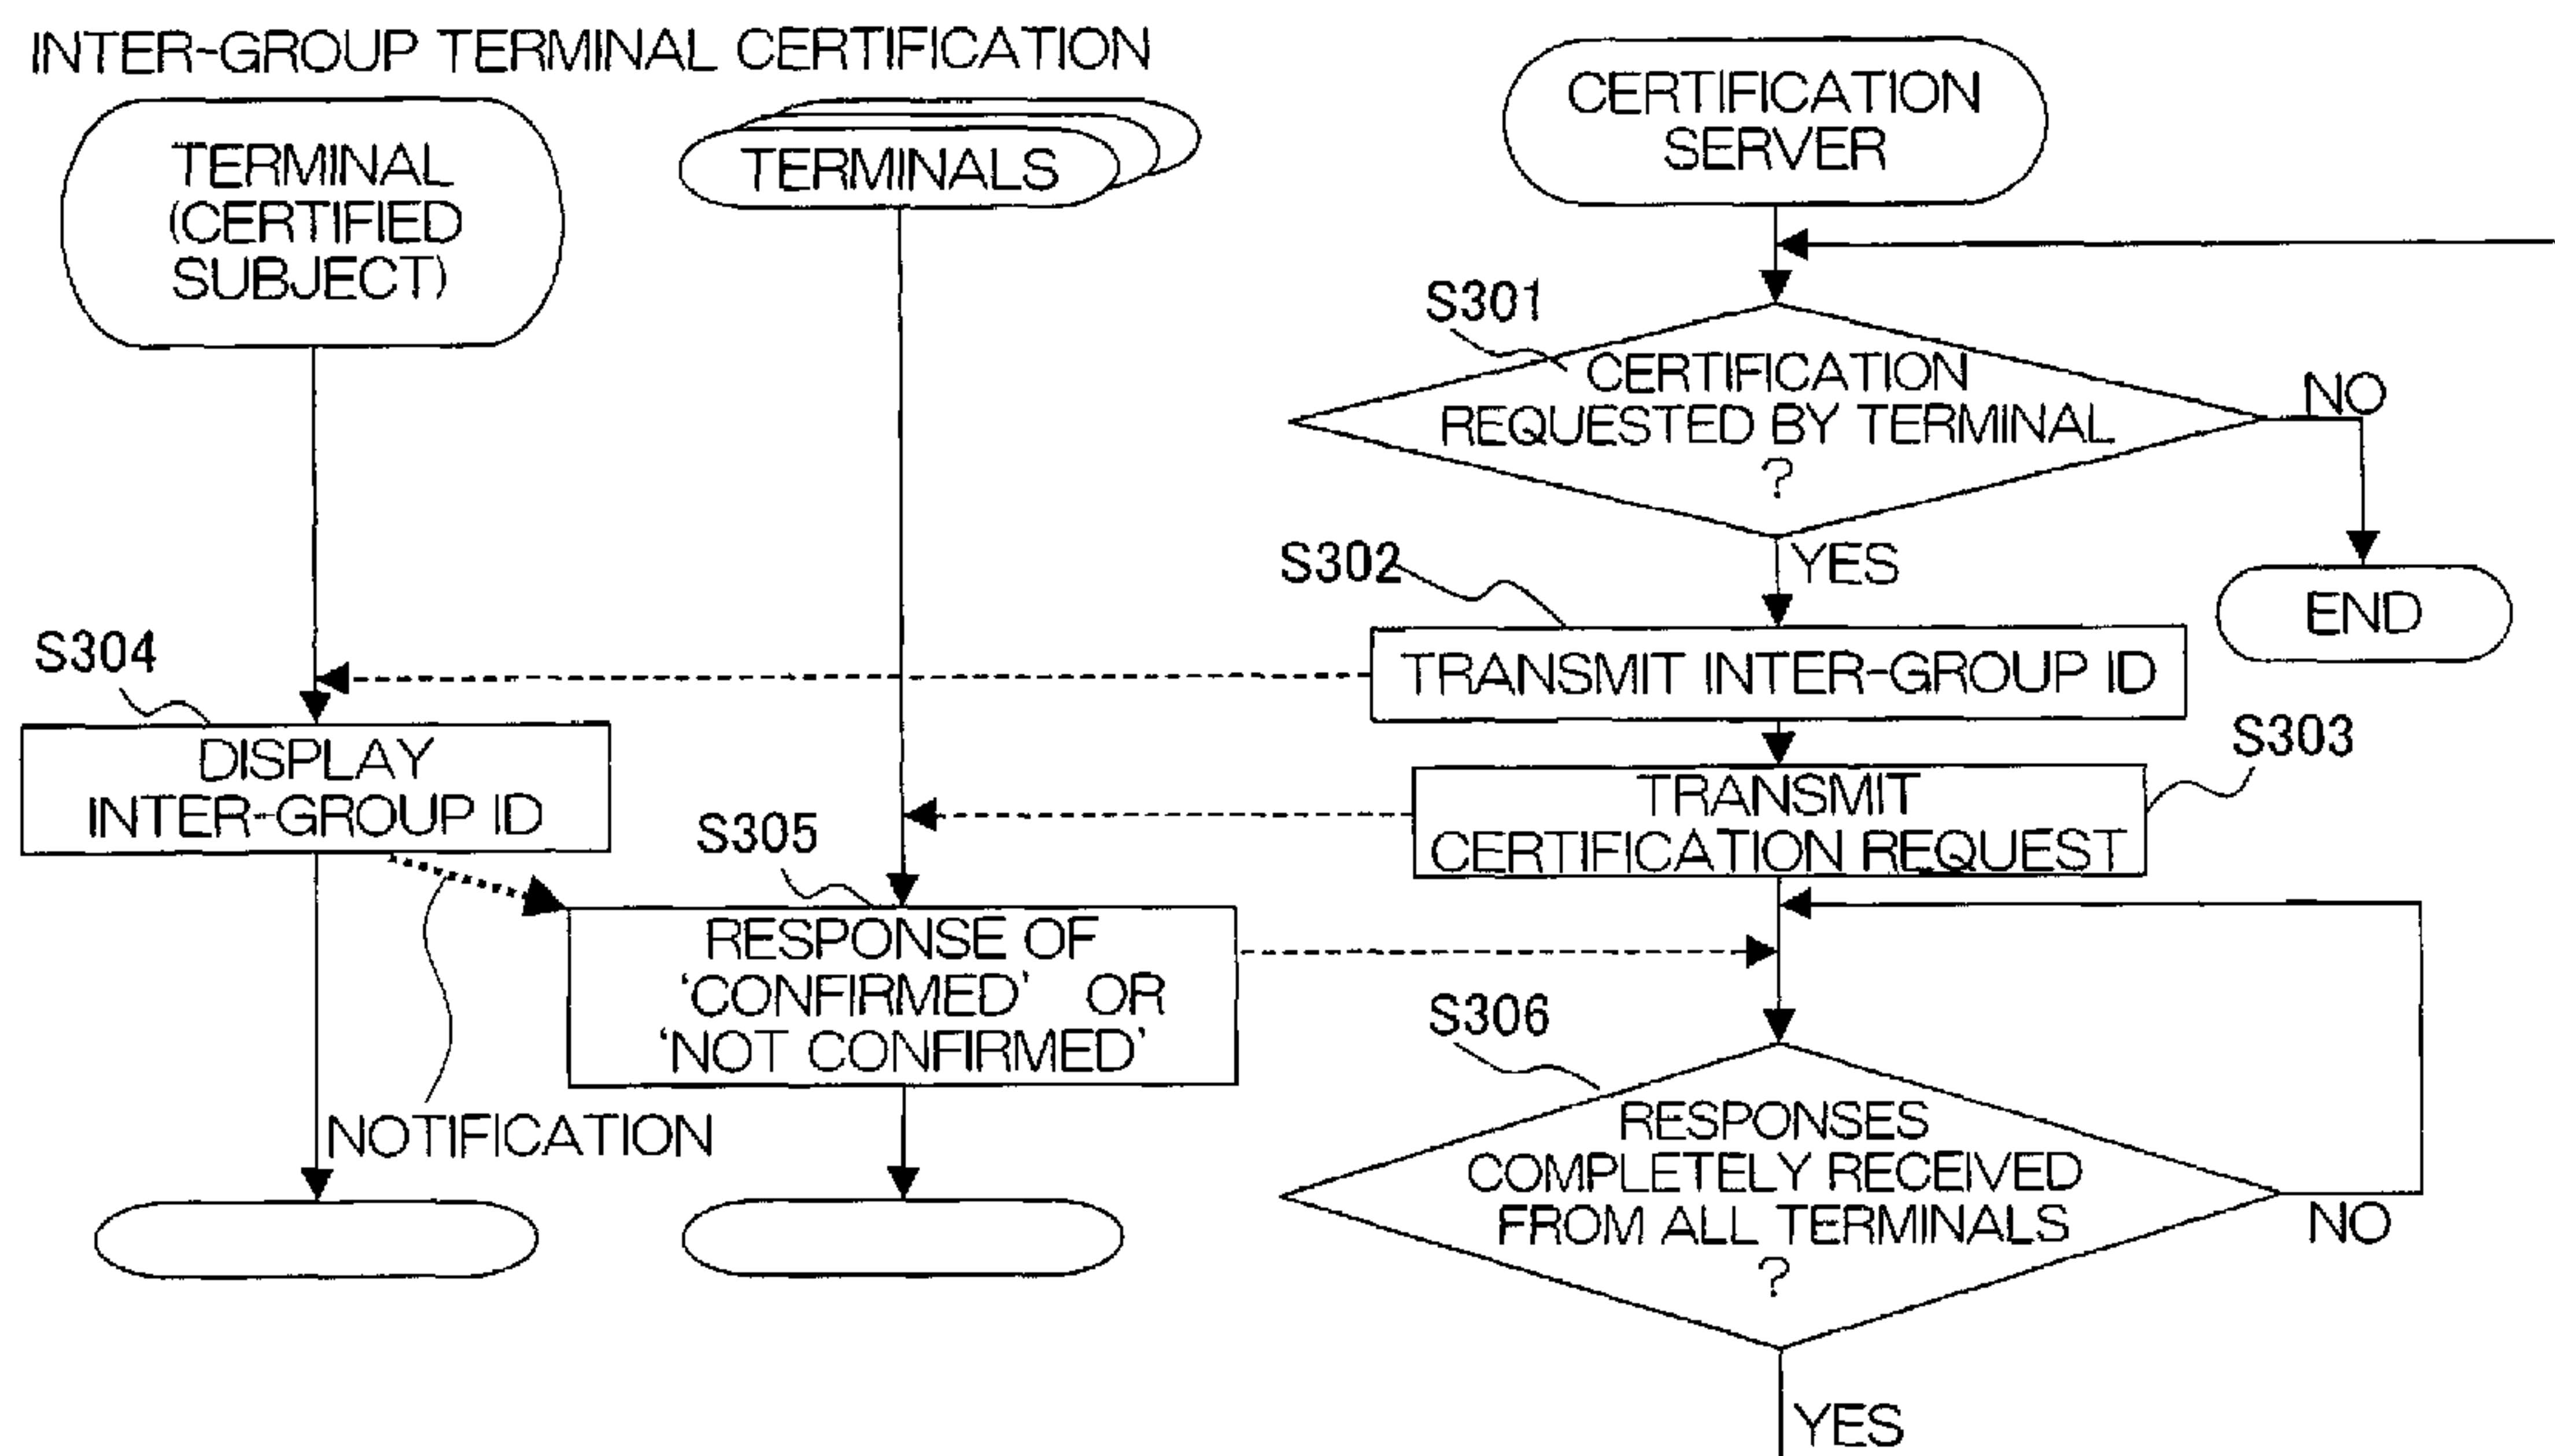 INTER-GROUP TERMINAL CERTIFICATION
TERMINAL
(CERTIFIED
SUBJECT)
TERMINALS
CERTIFICATION
SERVER
S301
CERTIFICATION
REQUESTED BY TERMINAL
?
NO
YES
END
S302
TRANSMIT INTER-GROUP ID
S304
DISPLAY
INTER-GROUP ID
S303
TRANSMIT
CERTIFICATION REQUEST
S305
RESPONSE OF
‘CONFIRMED’ OR
‘NOT CONFIRMED’
NOTIFICATION
S306
RESPONSES
COMPLETELY RECEIVED
FROM ALL TERMINALS
?
NO
YES